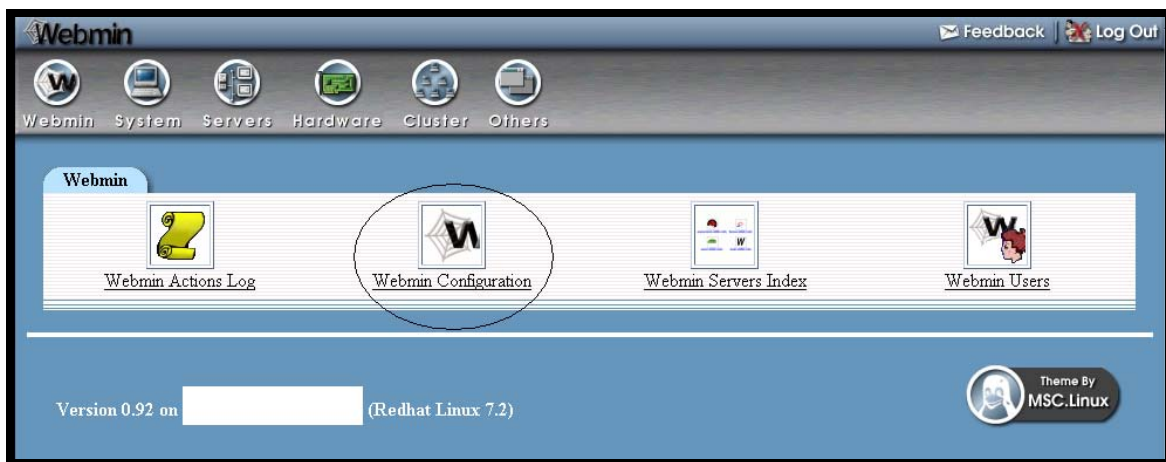 Webmin
Feedback
Log Out
Webmin System Servers Hardware Cluster Others
Webmin
Webmin Actions Log
Webmin Configuration
Webmin Servers Index
Webmin Users
Version 0.92 on (Redhat Linux 7.2)
Theme By
MSC.Linux